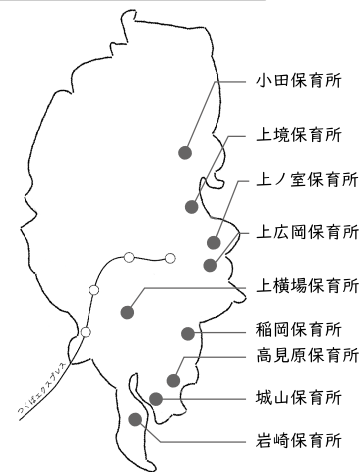 小田保育所
上境保育所
上ノ室保育所
上広岡保育所
上横場保育所
稲岡保育所
高見原保育所
城山保育所
岩崎保育所
つくばエクスプレス